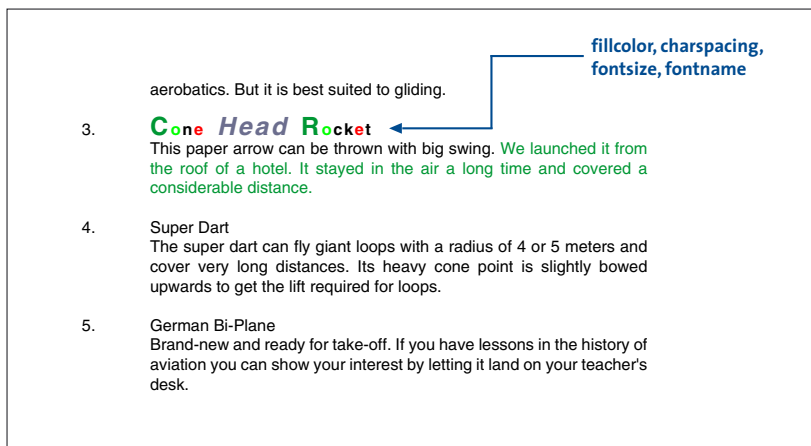 fillcolor, charspacing,
fontsize, fontname
aerobatics. But it is best suited to gliding.
3. Cone Head Rocket
This paper arrow can be thrown with big swing. We launched it from
the roof of a hotel. It stayed in the air a long time and covered a
considerable distance.
4. Super Dart
The super dart can fly giant loops with a radius of 4 or 5 meters and
cover very long distances. Its heavy cone point is slightly bowed
upwards to get the lift required for loops.
5. German Bi-Plane
Brand-new and ready for take-off. If you have lessons in the history of
aviation you can show your interest by letting it land on your teacher's
desk.